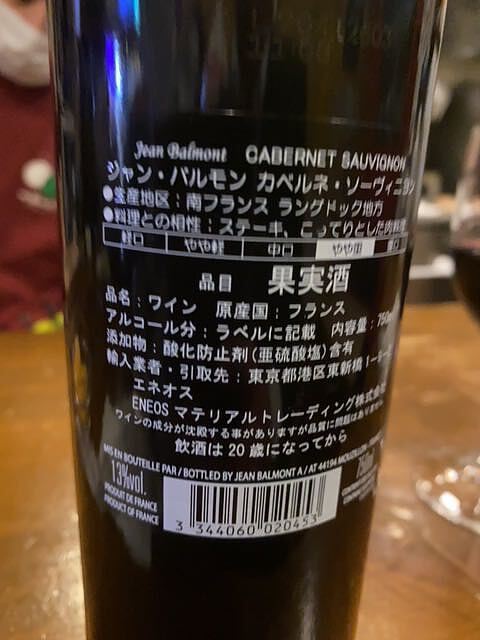 Jean Balmont CABERNET SAUVIGNON
ジャン・バルモン カベルネ・ソーヴィニヨン
●生産地区：南フランス ラングドック地方
●料理との相性：ステーキ、こってりとした肉料理
軽口 やや軽 中口 やや重
品目 果実酒
品名：ワイン 原産国：フランス
アルコール分：ラベルに記載 内容量：750ml
添加物：酸化防止剤(亜硫酸塩)含有
輸入業者・引取先：東京都港区東新橋
エネオス
ENEOS マテリアルトレーディング株式会社
ワインの成分が沈殿する事がありますが品質に問題はありません
飲酒は20歳になってから
MIS EN BOUTEILLE PAR / BOTTLED BY JEAN BALMONT A / AT 44194
13%vol.
PRODUIT DE FRANCE
PRODUCT OF FRANCE
3 344060 020453